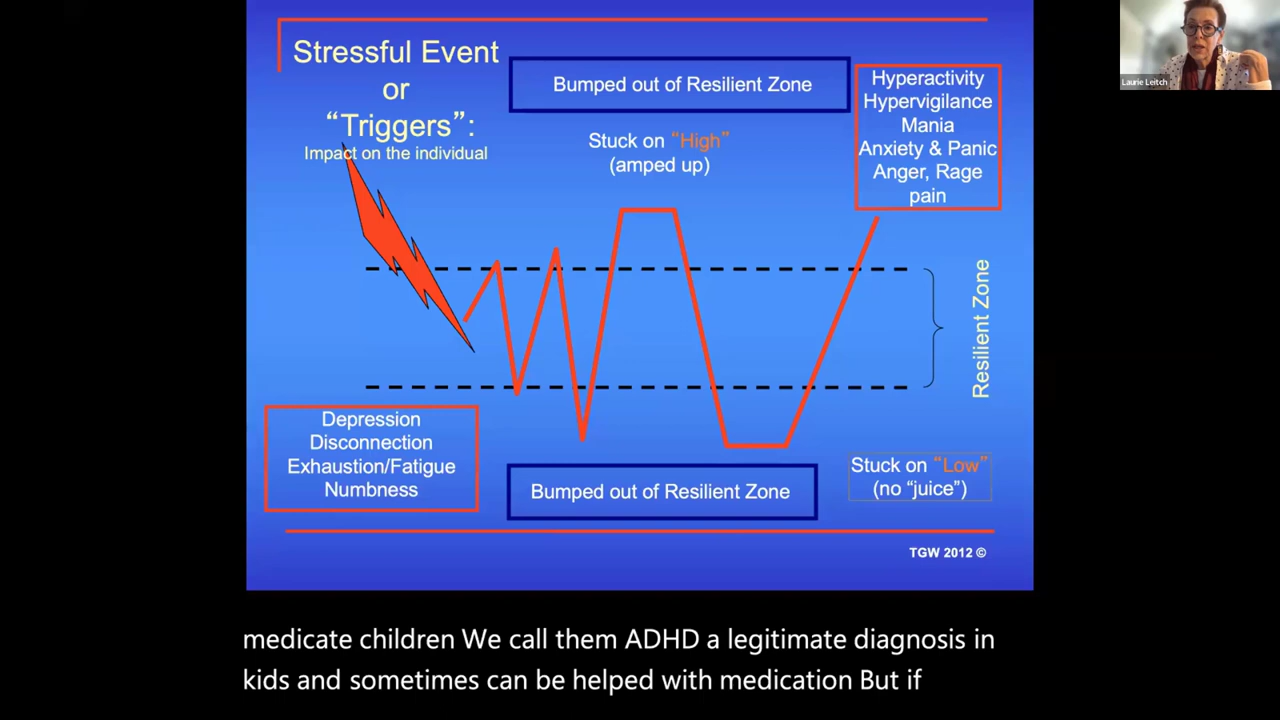 Stressful Event
or
“Triggers”:
Impact on the individual
Bumped out of Resilient Zone
Stuck on “High”
(amped up)
Hyperactivity
Hypervigilance
Mania
Anxiety & Panic
Anger, Rage
pain
Laurie Leitch
Resilient Zone
Depression
Disconnection
Exhaustion/Fatigue
Numbness
Bumped out of Resilient Zone
Stuck on “Low”
(no “juice”)
TGW 2012 ©
medicate children We call them ADHD a legitimate diagnosis in
kids and sometimes can be helped with medication But if